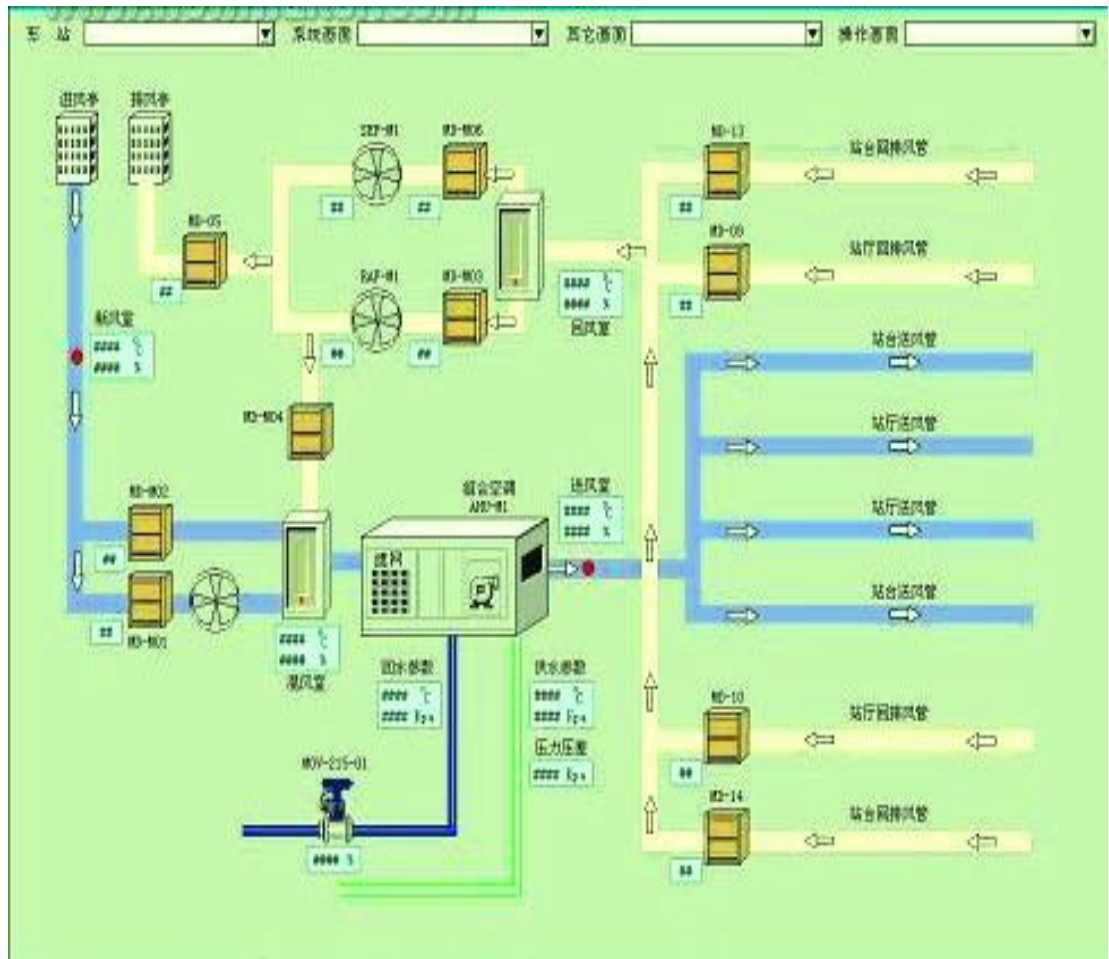 车 站
系统画面
其它画面
操作画面
进风亭
排风亭
SEF-M1
MD-M06
MD-13
站台回排风管
##
##
##
MD-05
MD-08
站厅回排风管
##
RAF-M1
MD-M03
#### ℃
#### %
回风室
##
新风室
#### ℃
#### %
##
##
站台送风管
MD-M04
站厅送风管
MD-M02
组合空调
AHU-M1
送风室
#### ℃
#### %
站厅送风管
##
滤网
MD-M01
##
站台送风管
#### ℃
#### %
混风室
回水参数
#### ℃
#### Kpa
供水参数
#### ℃
#### Kpa
MD-10
站厅回排风管
压力压差
#### Kpa
##
MOV-215-01
MD-14
站台回排风管
#### %
##